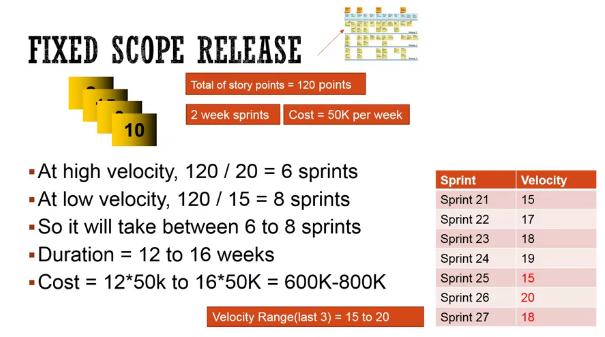 FIXED SCOPE RELEASE
Total of story points = 120 points
2 week sprints
Cost = 50K per week
10
At high velocity, 120 / 20 = 6 sprints
At low velocity, 120 / 15 = 8 sprints
So it will take between 6 to 8 sprints
Duration = 12 to 16 weeks
Cost = 12*50k to 16*50K = 600K-800K
Sprint Velocity
Sprint 21 15
Sprint 22 17
Sprint 23 18
Sprint 24 19
Sprint 25 15
Sprint 26 20
Sprint 27 18
Velocity Range(last 3) = 15 to 20